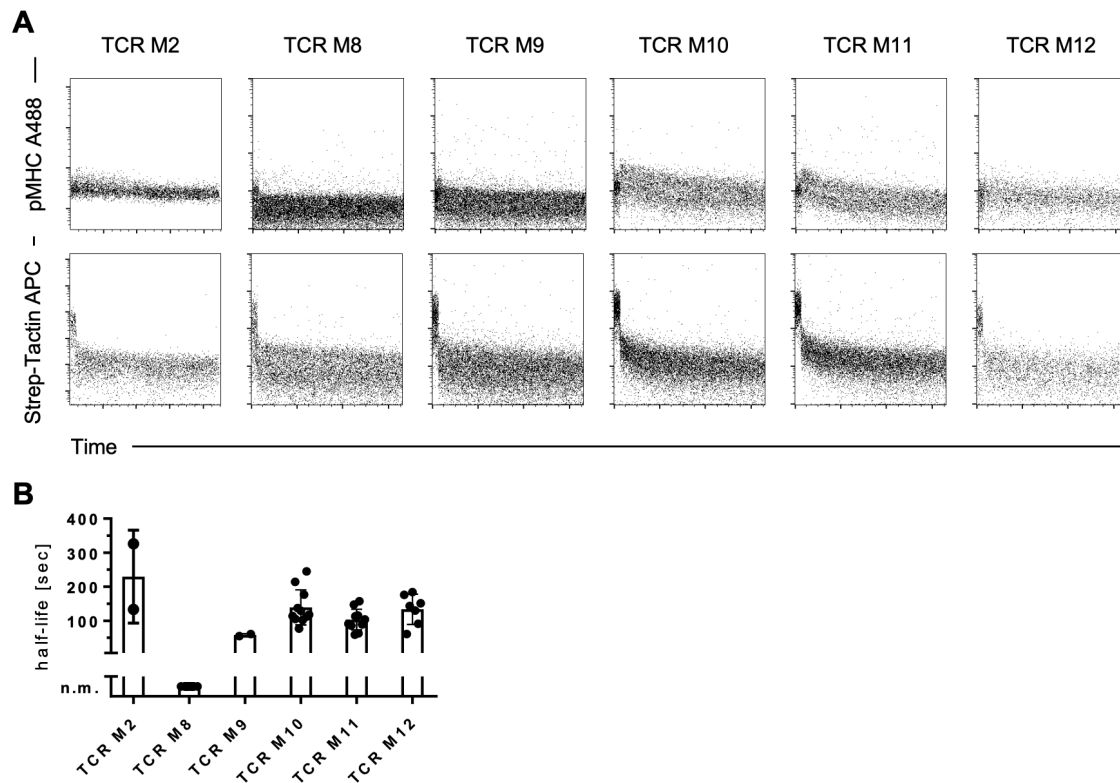 A
TCR M2 TCR M8 TCR M9 TCR M10 TCR M11 TCR M12
pMHC A488
Strep-Tactin APC
Time
B
half-life [sec]
400
300
200
100
n.m.
TCR M2 TCR M8 TCR M9 TCR M10 TCR M11 TCR M12